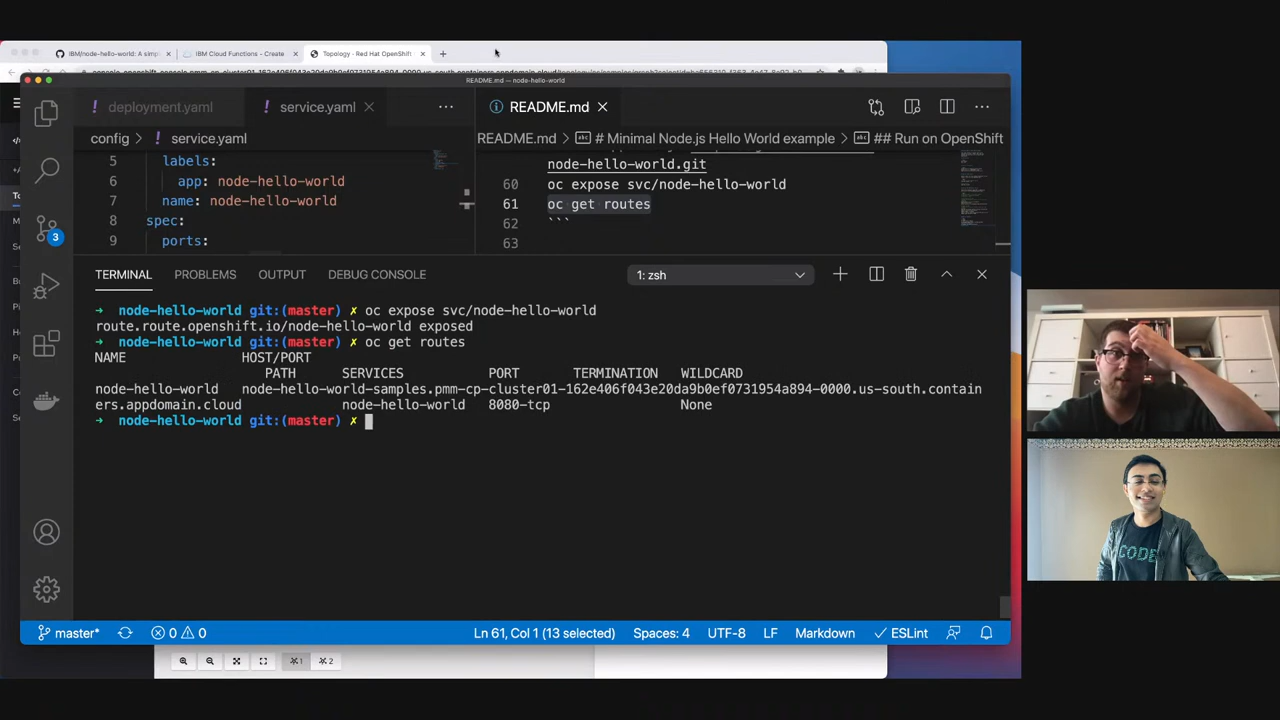 IBM/node-hello-world: A simpl
IBM Cloud Functions - Create
Topology · Red Hat OpenShift
README.md — node-hello-world
deployment.yaml
service.yaml
README.md
config > service.yaml
README.md > # Minimal Node.js Hello World example > ## Run on OpenShift
5 labels:
6 app: node-hello-world
7 name: node-hello-world
8 spec:
9 ports:
node-hello-world.git
60 oc expose svc/node-hello-world
61 oc get routes
62 ```
63
3
TERMINAL PROBLEMS OUTPUT DEBUG CONSOLE 1: zsh
→ node-hello-world git:(master) ✗ oc expose svc/node-hello-world
route.route.openshift.io/node-hello-world exposed
→ node-hello-world git:(master) ✗ oc get routes
NAME HOST/PORT
PATH SERVICES PORT TERMINATION WILDCARD
node-hello-world node-hello-world-samples.pmm-cp-cluster01-162e406f043e20da9b0ef0731954a894-0000.us-south.contain
ers.appdomain.cloud node-hello-world 8080-tcp None
→ node-hello-world git:(master) ✗
master* 0 0 Ln 61, Col 1 (13 selected) Spaces: 4 UTF-8 LF Markdown ESLint
1 2
CODE